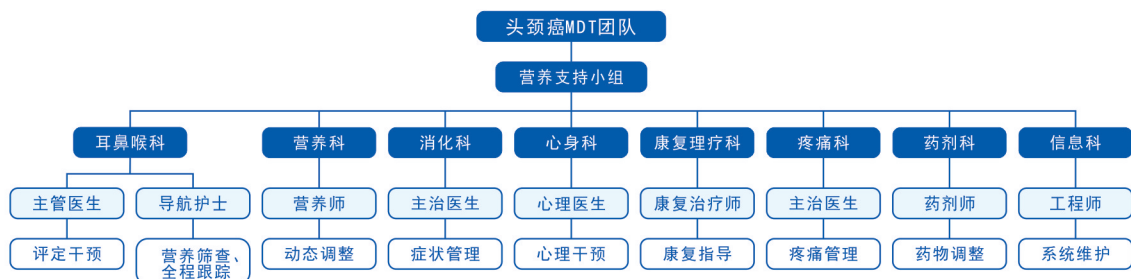 头颈癌MDT团队
营养支持小组
耳鼻喉科 营养科 消化科 心身科 康复理疗科 疼痛科 药剂科 信息科
主管医生 导航护士 营养师 主治医生 心理医生 康复治疗师 主治医生 药剂师 工程师
评定干预 营养筛查、 动态调整 症状管理 心理干预 康复指导 疼痛管理 药物调整 系统维护
全程跟踪